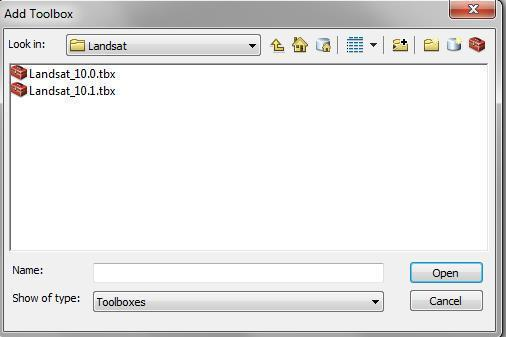 Add Toolbox
Look in: Landsat
Landsat_10.0.tbx
Landsat_10.1.tbx
Name: Open
Show of type: Toolboxes Cancel